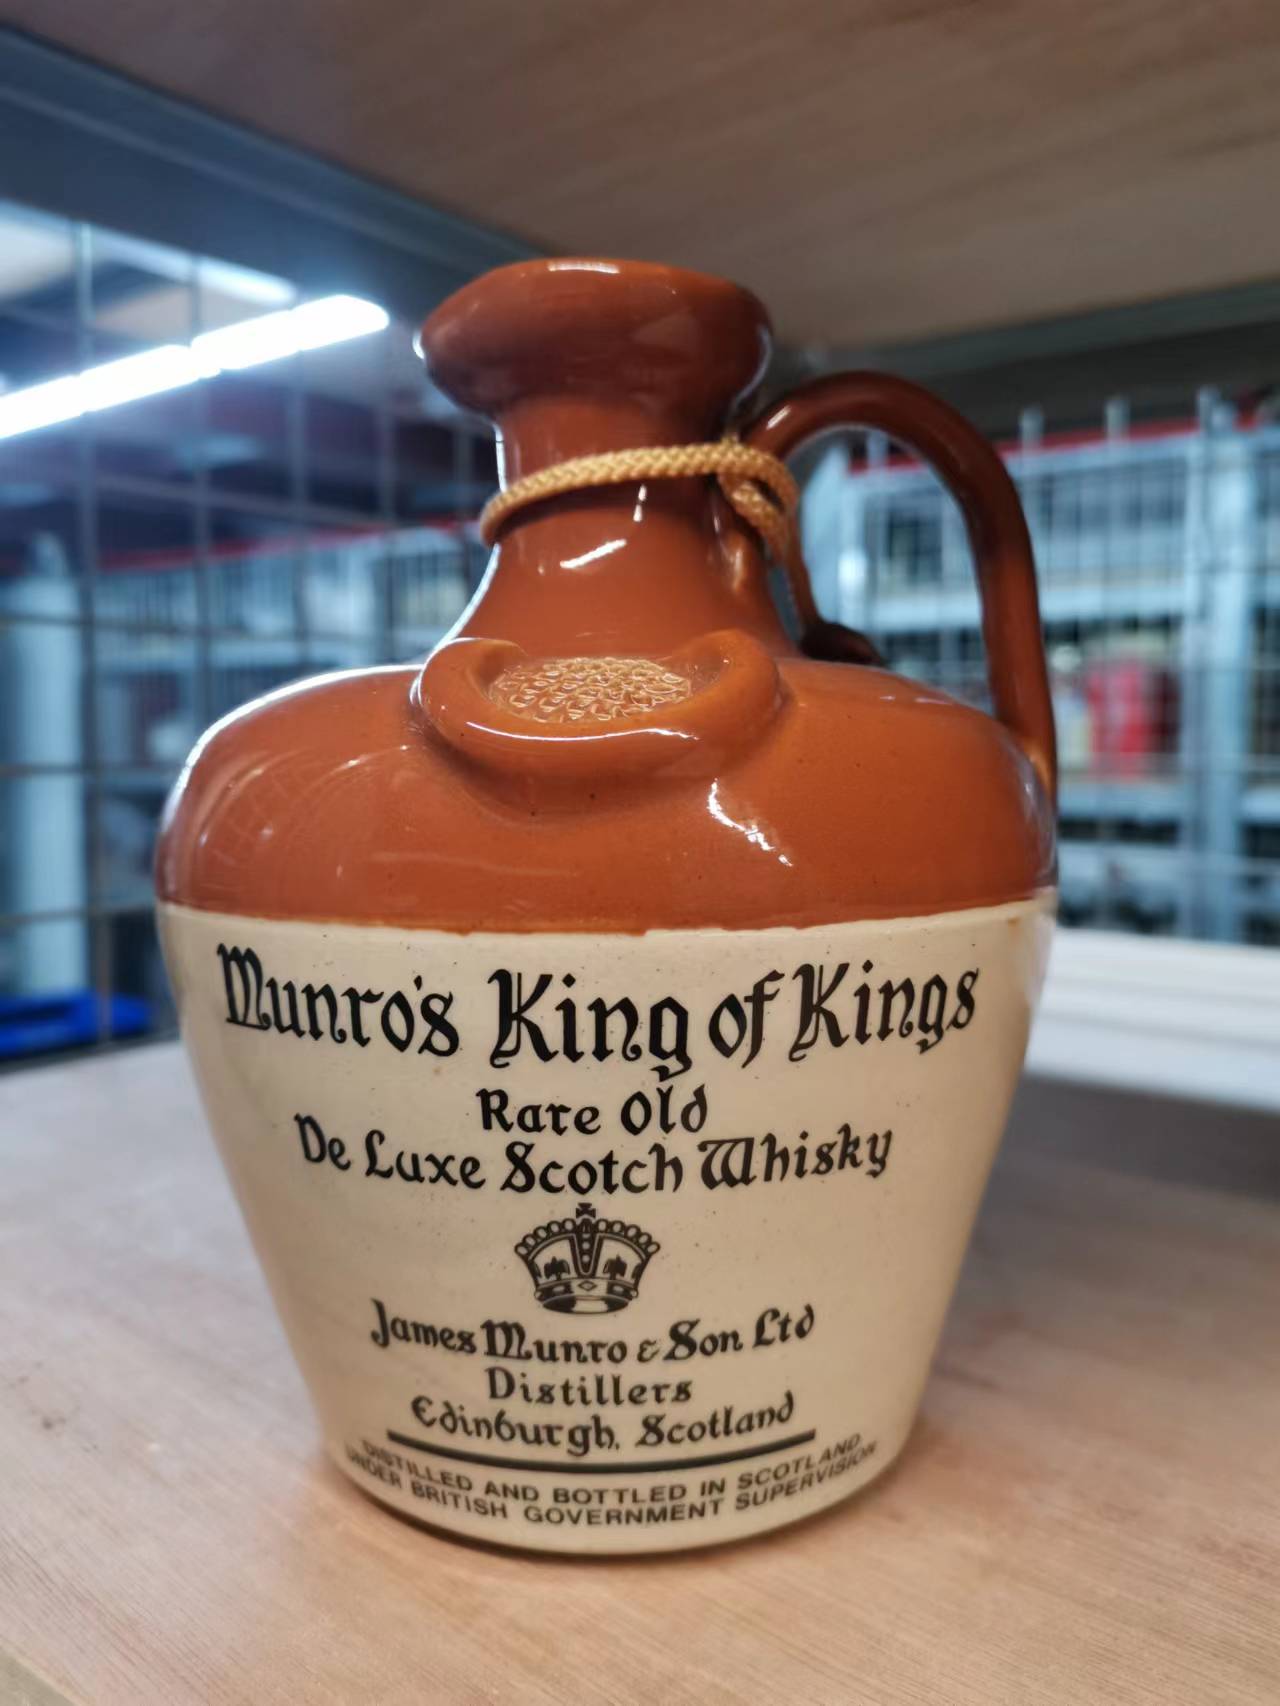 Munro's King of Kings
Rare Old
De Luxe Scotch Whisky
James Munro & Son Ltd
Distillers
Edinburgh, Scotland
DISTILLED AND BOTTLED IN SCOTLAND
UNDER BRITISH GOVERNMENT SUPERVISION